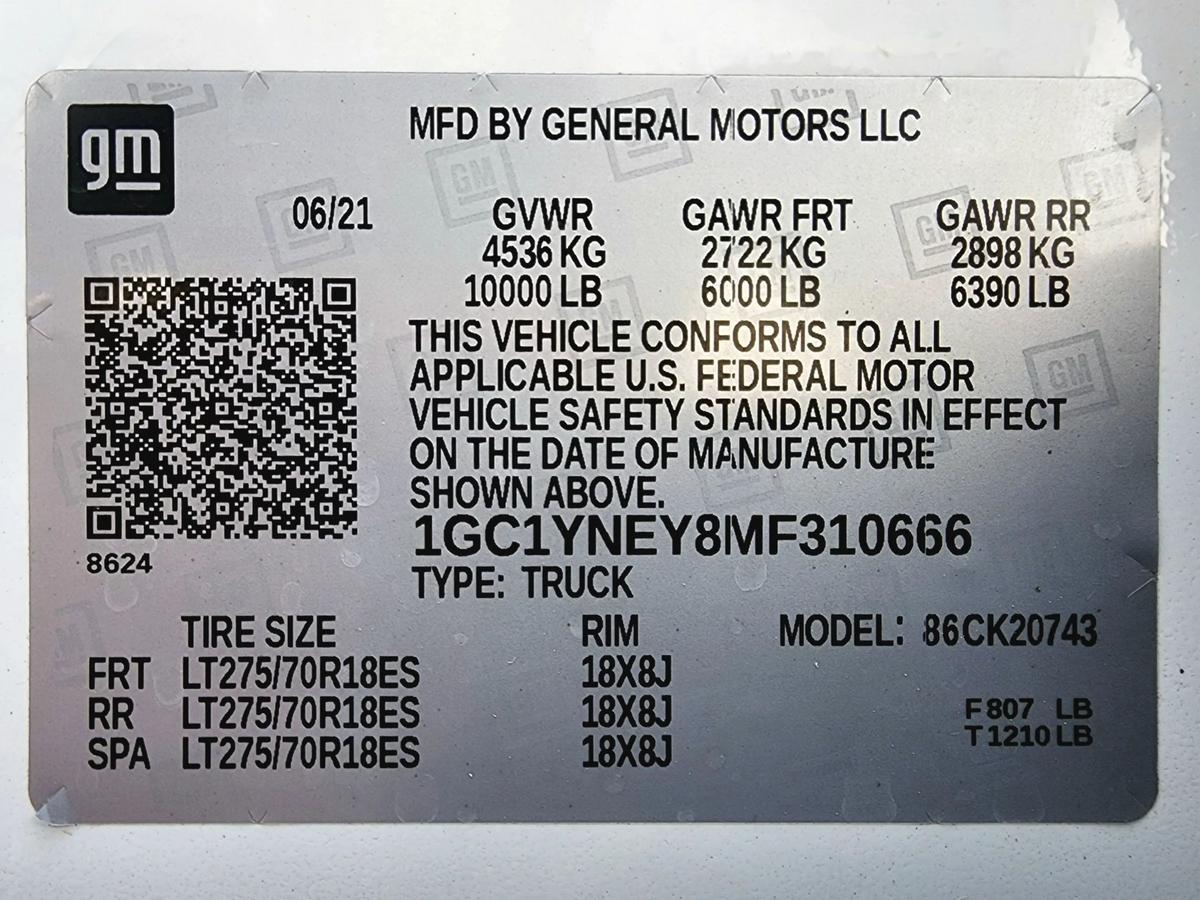 gm
MFD BY GENERAL MOTORS LLC
06/21 GVWR GAWR FRT GAWR RR
4536 KG 2722 KG 2898 KG
10000 LB 6000 LB 6390 LB
THIS VEHICLE CONFORMS TO ALL
APPLICABLE U.S. FEDERAL MOTOR
VEHICLE SAFETY STANDARDS IN EFFECT
ON THE DATE OF MANUFACTURE
SHOWN ABOVE.
1GC1YNEY8MF310666
8624
TYPE: TRUCK
TIRE SIZE RIM MODEL: 86CK20743
FRT LT275/70R18ES 18X8J
RR LT275/70R18ES 18X8J
SPA LT275/70R18ES 18X8J
F 807 LB
T 1210 LB